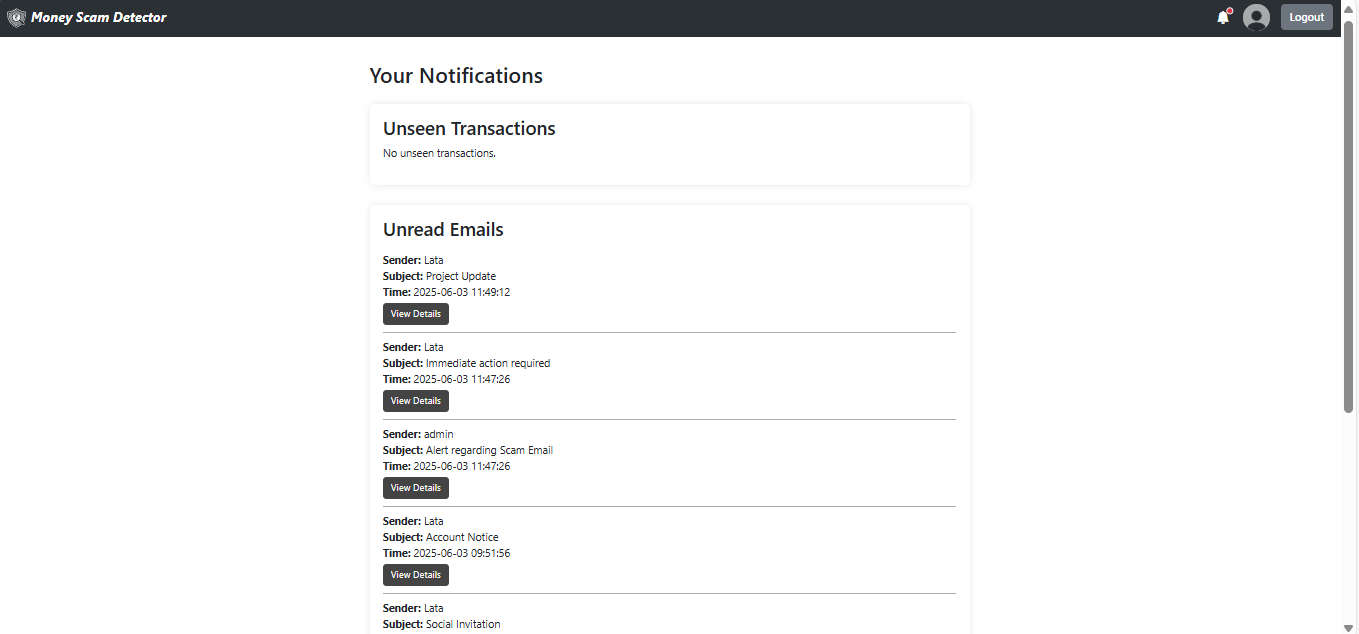 Money Scam Detector
Logout
Your Notifications
Unseen Transactions
No unseen transactions.
Unread Emails
Sender: Lata
Subject: Project Update
Time: 2025-06-03 11:49:12
View Details
Sender: Lata
Subject: Immediate action required
Time: 2025-06-03 11:47:26
View Details
Sender: admin
Subject: Alert regarding Scam Email
Time: 2025-06-03 11:47:26
View Details
Sender: Lata
Subject: Account Notice
Time: 2025-06-03 09:51:56
View Details
Sender: Lata
Subject: Social Invitation